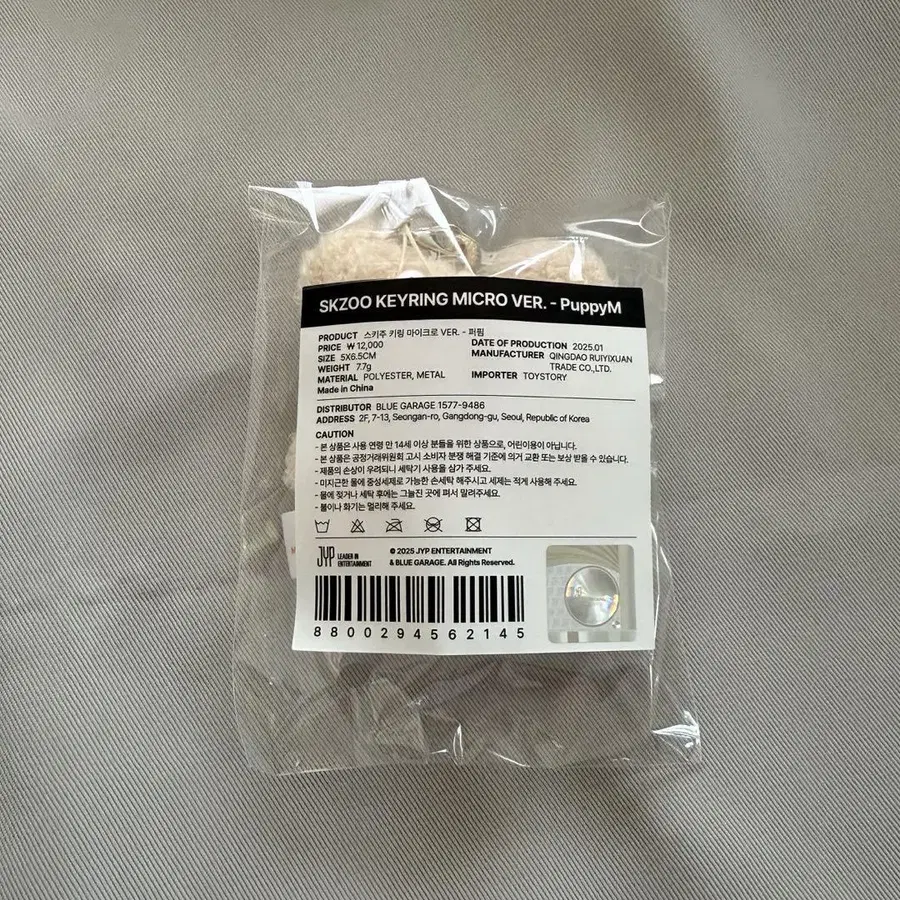 SKZOO KEYRING MICRO VER. - PuppyM
PRODUCT 스키주 키링 마이크로 VER. - 퍼핌
PRICE ₩ 12,000
SIZE 5X6.5CM
WEIGHT 7.7g
MATERIAL POLYESTER, METAL
Made in China
DATE OF PRODUCTION 2025.01
MANUFACTURER QINGDAO RUIYIXUAN
TRADE CO.,LTD.
IMPORTER TOYSTORY
DISTRIBUTOR BLUE GARAGE 1577-9486
ADDRESS 2F, 7-13, Seongan-ro, Gangdong-gu, Seoul, Republic of Korea
CAUTION
- 본 상품은 사용 연령 만 14세 이상 분들을 위한 상품으로, 어린이용이 아닙니다.
- 본 상품은 공정거래위원회 고시 소비자 분쟁 해결 기준에 의거 교환 또는 보상 받을 수 있습니다.
- 제품의 손상이 우려되니 세탁기 사용을 삼가 주세요.
- 미지근한 물에 중성세제로 가능한 손세탁 해주시고 세제는 적게 사용해 주세요.
- 물에 젖거나 세탁 후에는 그늘진 곳에 펴서 말려주세요.
- 불이나 화기는 멀리해 주세요.
JYP LEADER IN
ENTERTAINMENT
© 2025 JYP ENTERTAINMENT
& BLUE GARAGE. All Rights Reserved.
8800294562145